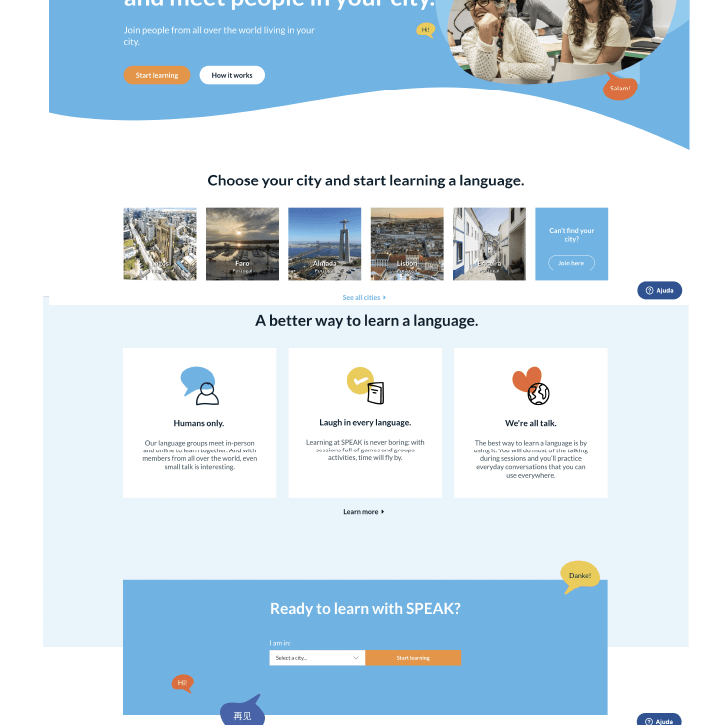 and meet people in your city.
Join people from all over the world living in your
city.
Hi!
Start learning
How it works
Salam!
Choose your city and start learning a language.
Faro
Portugal
Almada
Lisbon
Can't find your
city?
Join here
See all cities
Ajuda
A better way to learn a language.
Humans only.
Our language groups meet in-person
and online to learn together. And with
members from all over the world, even
small talk is interesting.
Laugh in every language.
Learning at SPEAK is never boring: with
sessions full of games and groups
activities, time will fly by.
We're all talk.
The best way to learn a language is by
using it. You will do most of the talking
during sessions and you'll practice
everyday conversations that you can
use everywhere.
Learn more
Danke!
Ready to learn with SPEAK?
I am in:
Select a city...
Start learning
Hi!
再见
Ajuda